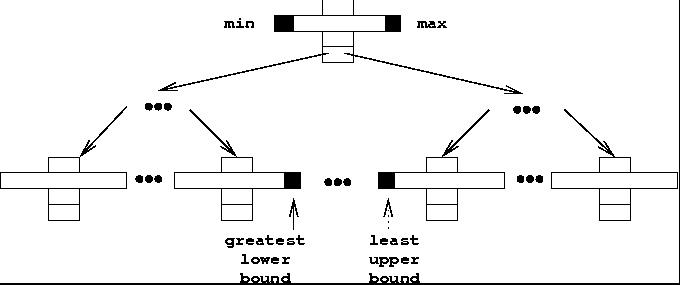 min
max
greatest
lower
bound
least
upper
bound